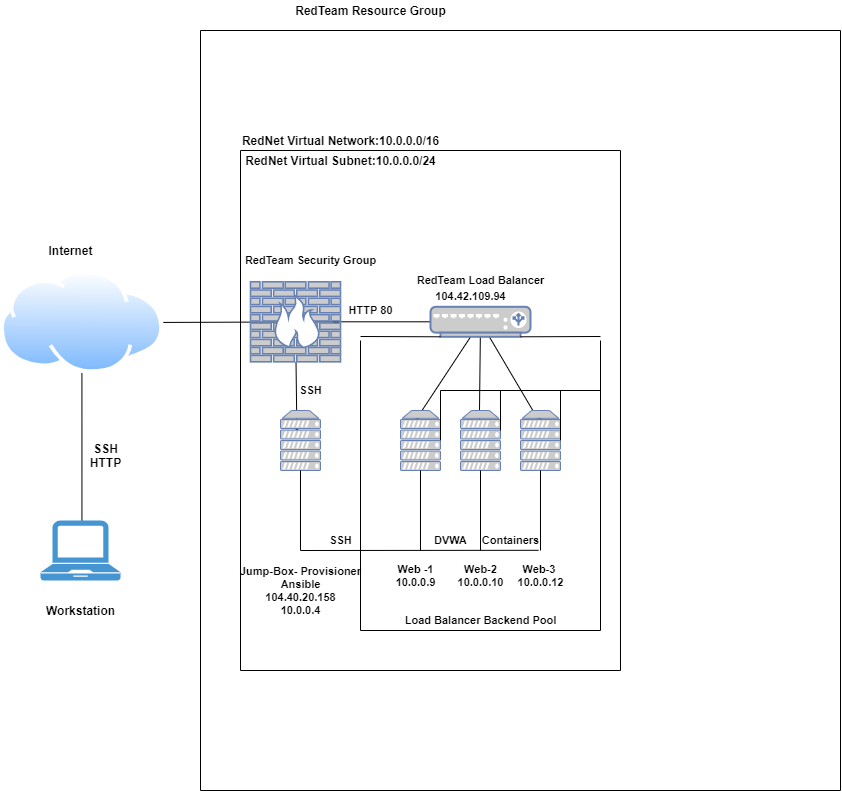 RedTeam Resource Group
RedNet Virtual Network:10.0.0.0/16
RedNet Virtual Subnet:10.0.0.0/24
Internet
RedTeam Security Group
RedTeam Load Balancer
104.42.109.94
HTTP 80
SSH
SSH
HTTP
SSH
DVWA
Containers
Workstation
Jump-Box- Provisioner
Ansible
104.40.20.158
10.0.0.4
Web -1
10.0.0.9
Web-2
10.0.0.10
Web-3
10.0.0.12
Load Balancer Backend Pool